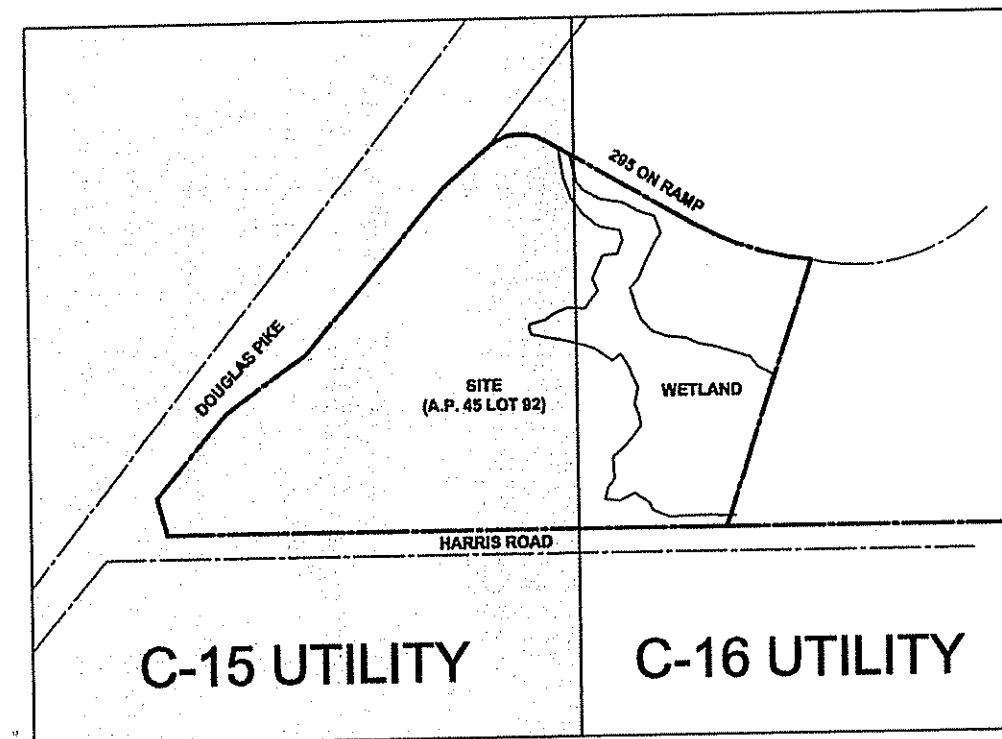 295 ON RAMP
DOUGLAS PIKE
SITE
(A.P. 45 LOT 92)
WETLAND
HARRIS ROAD
C-15 UTILITY
C-16 UTILITY